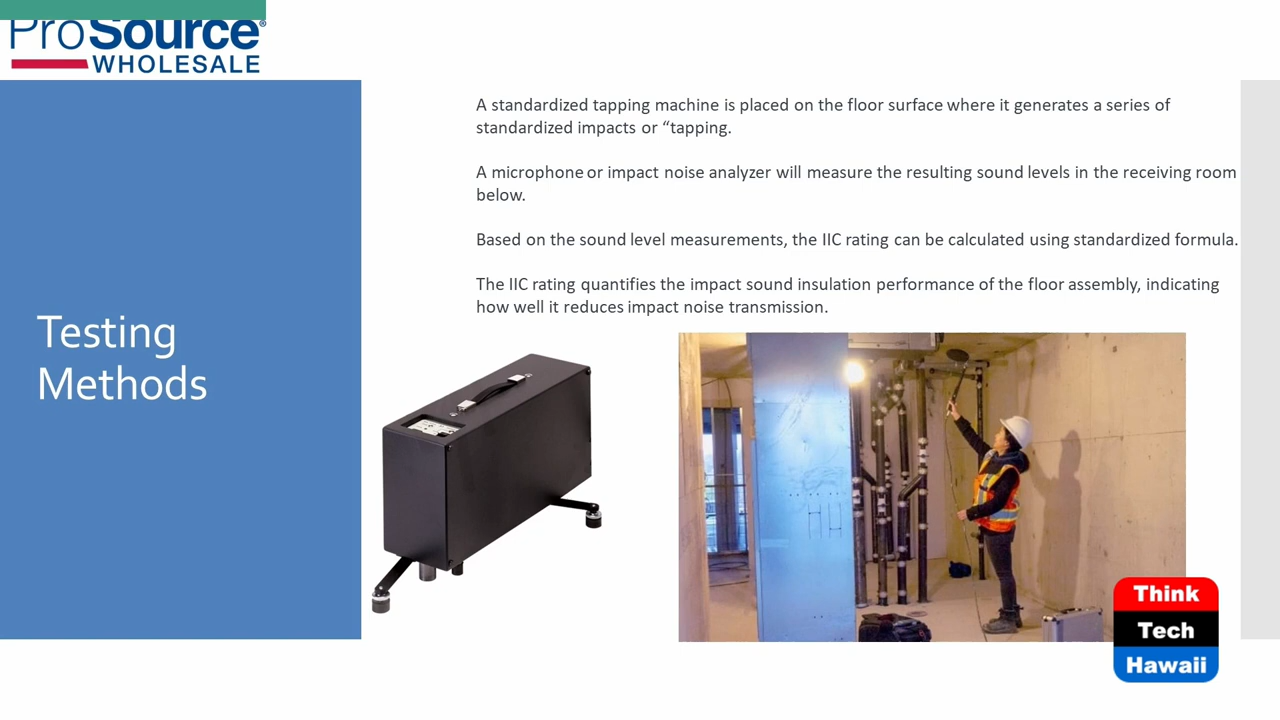 ProSource®
WHOLESALE
Testing
Methods
A standardized tapping machine is placed on the floor surface where it generates a series of
standardized impacts or “tapping.
A microphone or impact noise analyzer will measure the resulting sound levels in the receiving room
below.
Based on the sound level measurements, the IIC rating can be calculated using standardized formula.
The IIC rating quantifies the impact sound insulation performance of the floor assembly, indicating
how well it reduces impact noise transmission.
Think
Tech
Hawaii